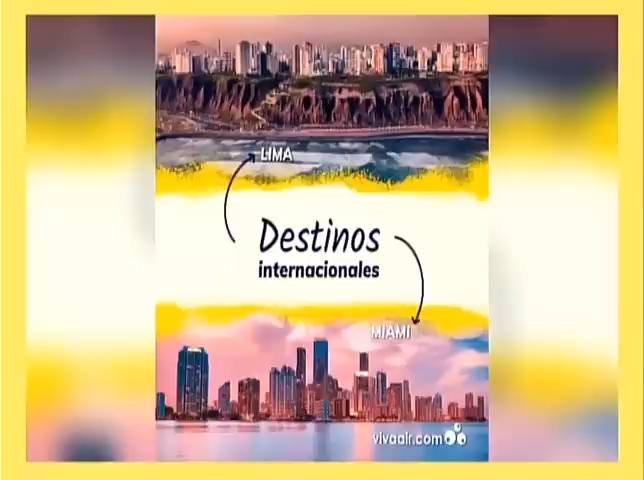 LIMA
Destinos
internacionales
MIAMI
vivaair.com